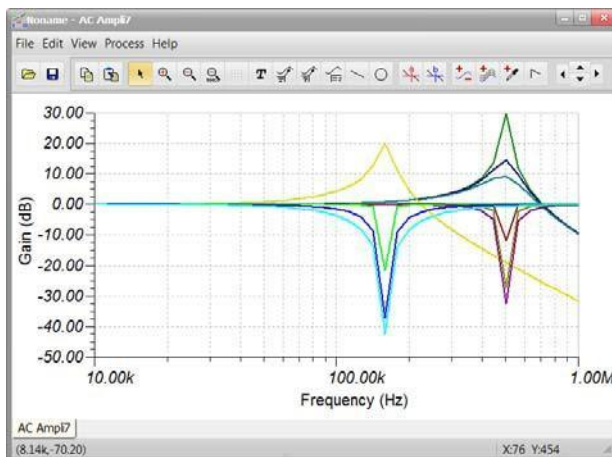 Noname - AC Ampli7
File Edit View Process Help
T
30.00
20.00
10.00
0.00
-10.00
-20.00
-30.00
-40.00
-50.00
Gain (dB)
10.00k 100.00k 1.00M
Frequency (Hz)
AC Ampli7
(8.14k,-70.20) X:76 Y:454